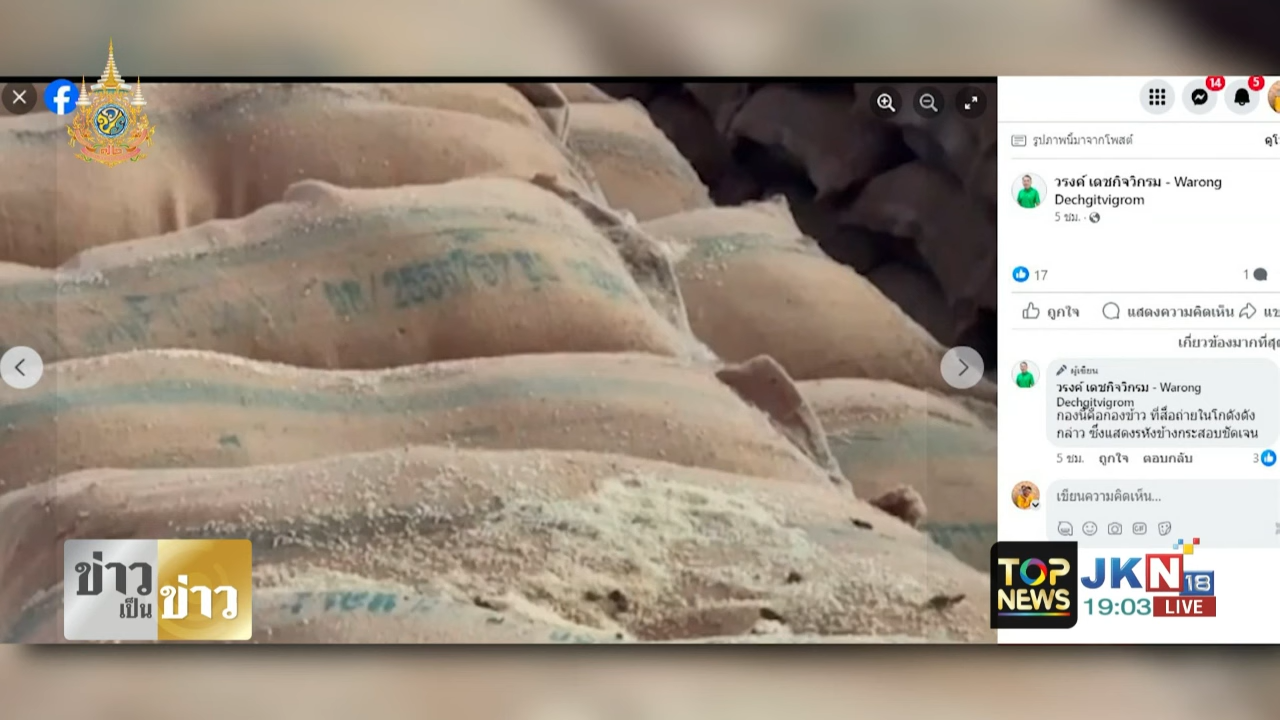 14
5
รูปภาพนี้มาจากโพสต์
วรงค์ เดชกิจวิกรม - Warong
Dechgitvigrom
5 ชม.
17
1
ถูกใจ
แสดงความคิดเห็น
เกี่ยวข้องมากที่สุด
ผู้เขียน
วรงค์ เดชกิจวิกรม - Warong
Dechgitvigrom
กองนี้คือกองข้าว ที่สื่อถ่ายในโกดังดัง
กล่าว ซึ่งแสดงรหัสข้างกระสอบชัดเจน
5 ชม. ถูกใจ ตอบกลับ 3
เขียนความคิดเห็น...
GIF
ข่าว
เป็น
ข่าว
TOP
NEWS
JKN18
19:03 LIVE